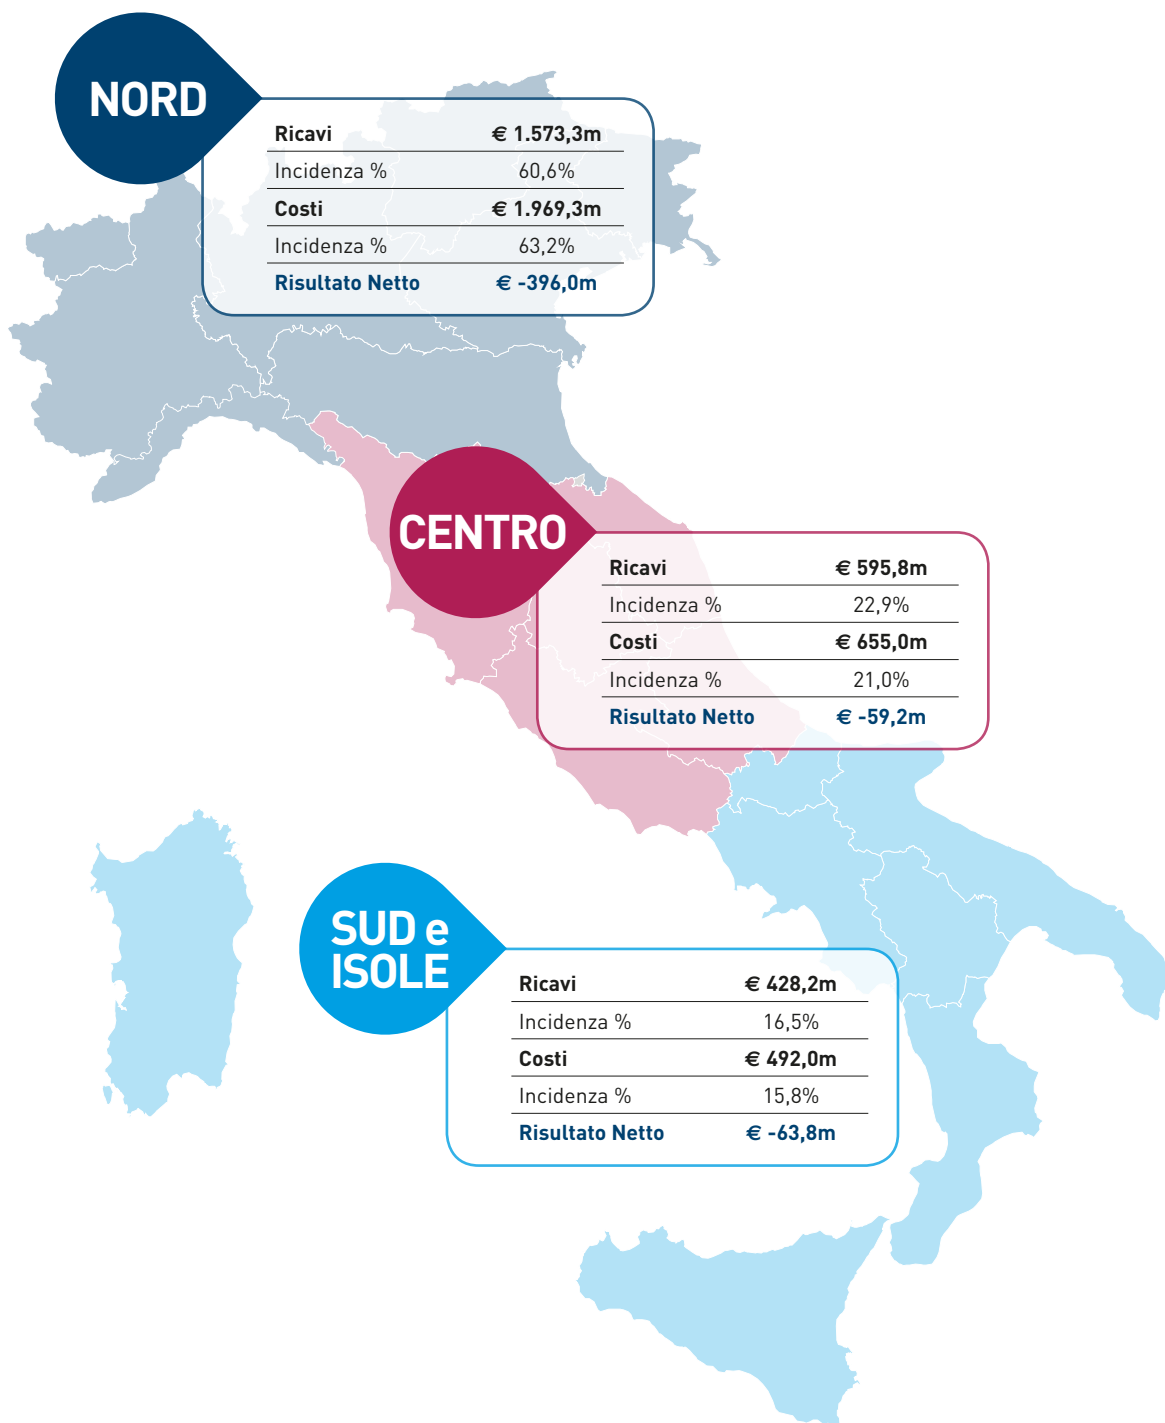 NORD
Ricavi € 1.573,3m
Incidenza % 60,6%
Costi € 1.969,3m
Incidenza % 63,2%
Risultato Netto € -396,0m
CENTRO
Ricavi € 595,8m
Incidenza % 22,9%
Costi € 655,0m
Incidenza % 21,0%
Risultato Netto € -59,2m
SUD e
ISOLE
Ricavi € 428,2m
Incidenza % 16,5%
Costi € 492,0m
Incidenza % 15,8%
Risultato Netto € -63,8m